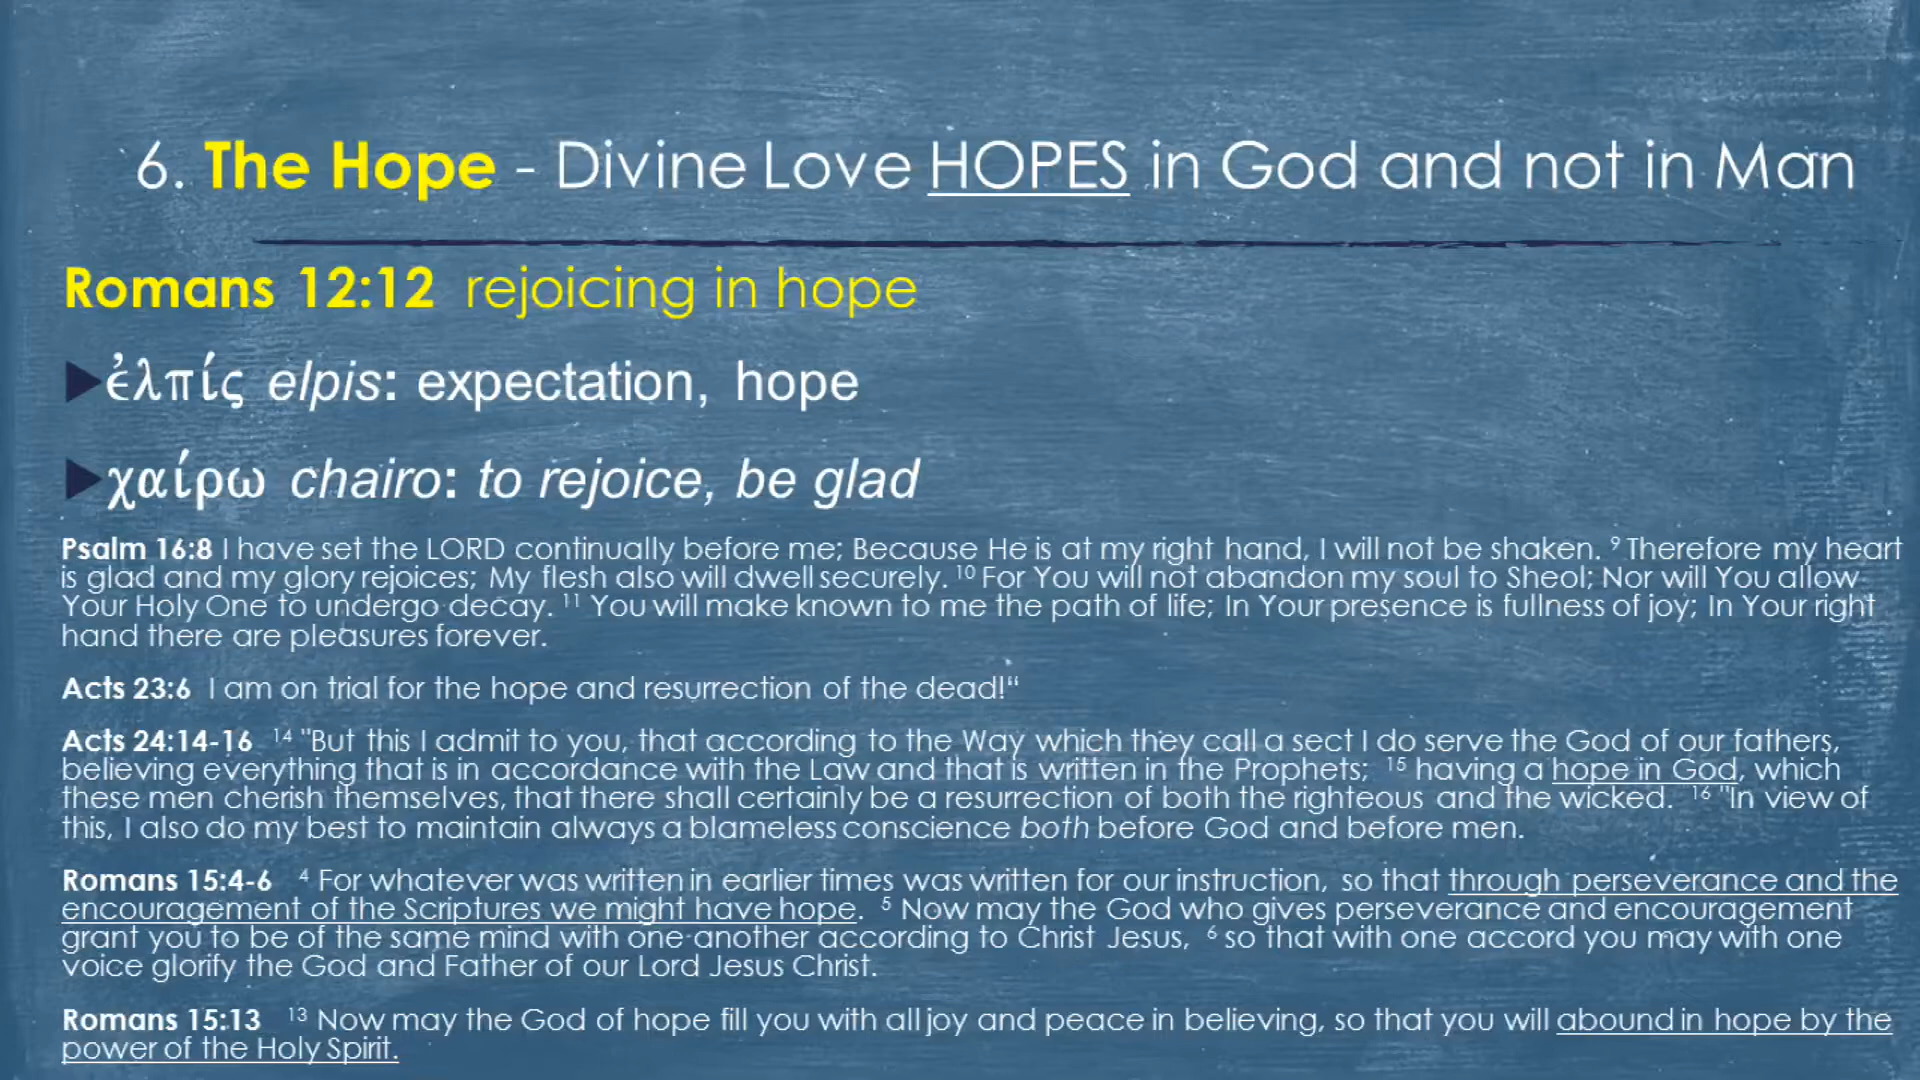 6. The Hope - Divine Love HOPES in God and not in Man
Romans 12:12 rejoicing in hope
▶ἐλπίς elpis: expectation, hope
▶χαίρω chairo: to rejoice, be glad
Psalm 16:8 I have set the LORD continually before me; Because He is at my right hand, I will not be shaken. ⁹ Therefore my heart
is glad and my glory rejoices; My flesh also will dwell securely. ¹⁰ For You will not abandon my soul to Sheol; Nor will You allow
Your Holy One to undergo decay. ¹¹ You will make known to me the path of life; In Your presence is fullness of joy; In Your right
hand there are pleasures forever.
Acts 23:6 I am on trial for the hope and resurrection of the dead!“
Acts 24:14-16 ¹⁴ "But this I admit to you, that according to the Way which they call a sect I do serve the God of our fathers,
believing everything that is in accordance with the Law and that is written in the Prophets; ¹⁵ having a hope in God, which
these men cherish themselves, that there shall certainly be a resurrection of both the righteous and the wicked. ¹⁶ "In view of
this, I also do my best to maintain always a blameless conscience both before God and before men.
Romans 15:4-6 ⁴ For whatever was written in earlier times was written for our instruction, so that through perseverance and the
encouragement of the Scriptures we might have hope. ⁵ Now may the God who gives perseverance and encouragement
grant you to be of the same mind with one another according to Christ Jesus, ⁶ so that with one accord you may with one
voice glorify the God and Father of our Lord Jesus Christ.
Romans 15:13 ¹³ Now may the God of hope fill you with all joy and peace in believing, so that you will abound in hope by the
power of the Holy Spirit.